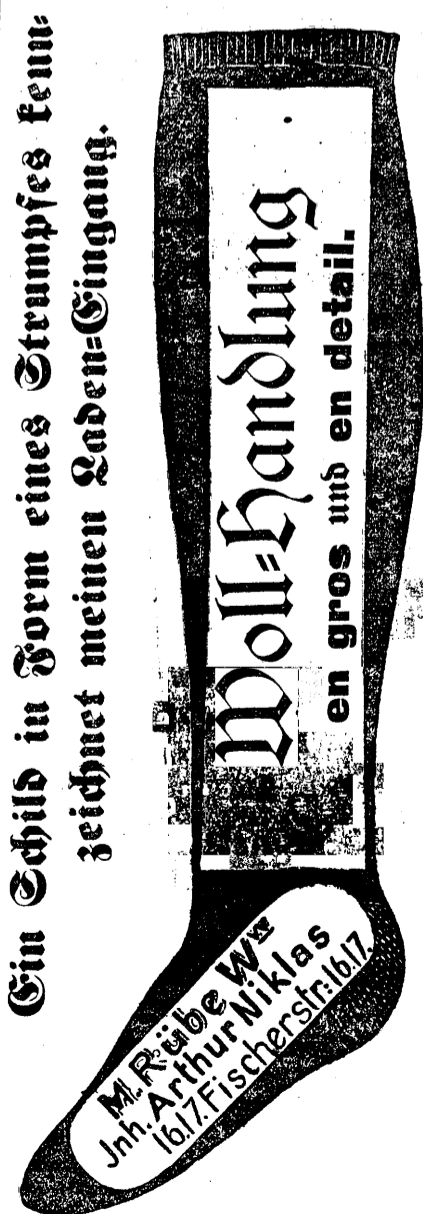 Ein Schild in Form eines Strumpfes kenn⸗
zeichnet meinen Laden⸗Eingang.
Woll⸗Handlung
en gros und en detail.
M. Rübe Wwe
Jnh. Arthur Niklas
16.17. Fischerstr: 16.17.